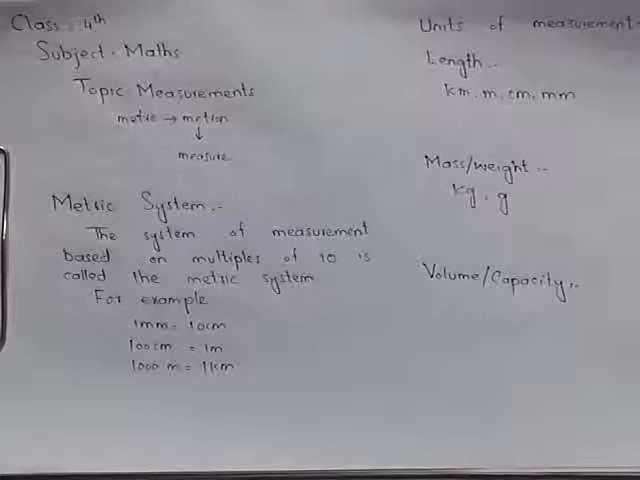 Class : 4th
Subject . Maths
Topic Measurements
metric → metion
↓
measure
Metric System :-
The system of measurement
based on multiples of 10 is
called the metric system
For example
1mm = 10cm
100cm = 1m
1000 m = 1km
Units of measurement.
Length :-
km, m, cm, mm
Mass/weight :-
kg, g
Volume/Capacity :-